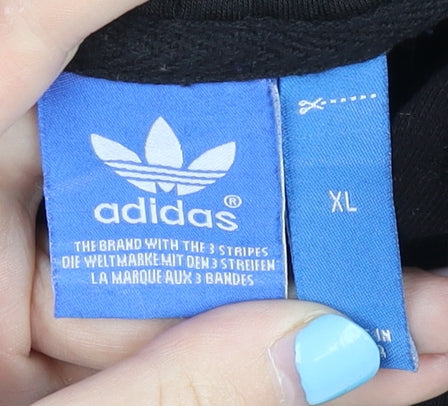 adidas®
THE BRAND WITH THE 3 STRIPES
DIE WELTMARKE MIT DEN 3 STREIFEN
LA MARQUE AUX 3 BANDES
XL